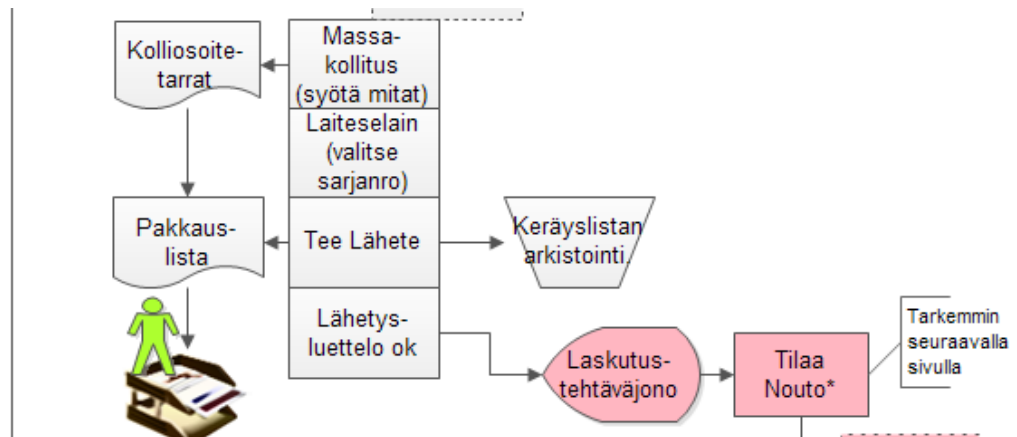 Kolliosoite-
tarrat
Massa-
kollitus
(syötä mitat)
Laiteselain
(valitse
sarjanro)
Pakkaus-
lista
Tee Lähete
Keräyslistan
arkistointi.
Lähetys-
luettelo ok
Laskutus-
tehtäväjono
Tilaa
Nouto*
Tarkemmin
seuraavalla
sivulla